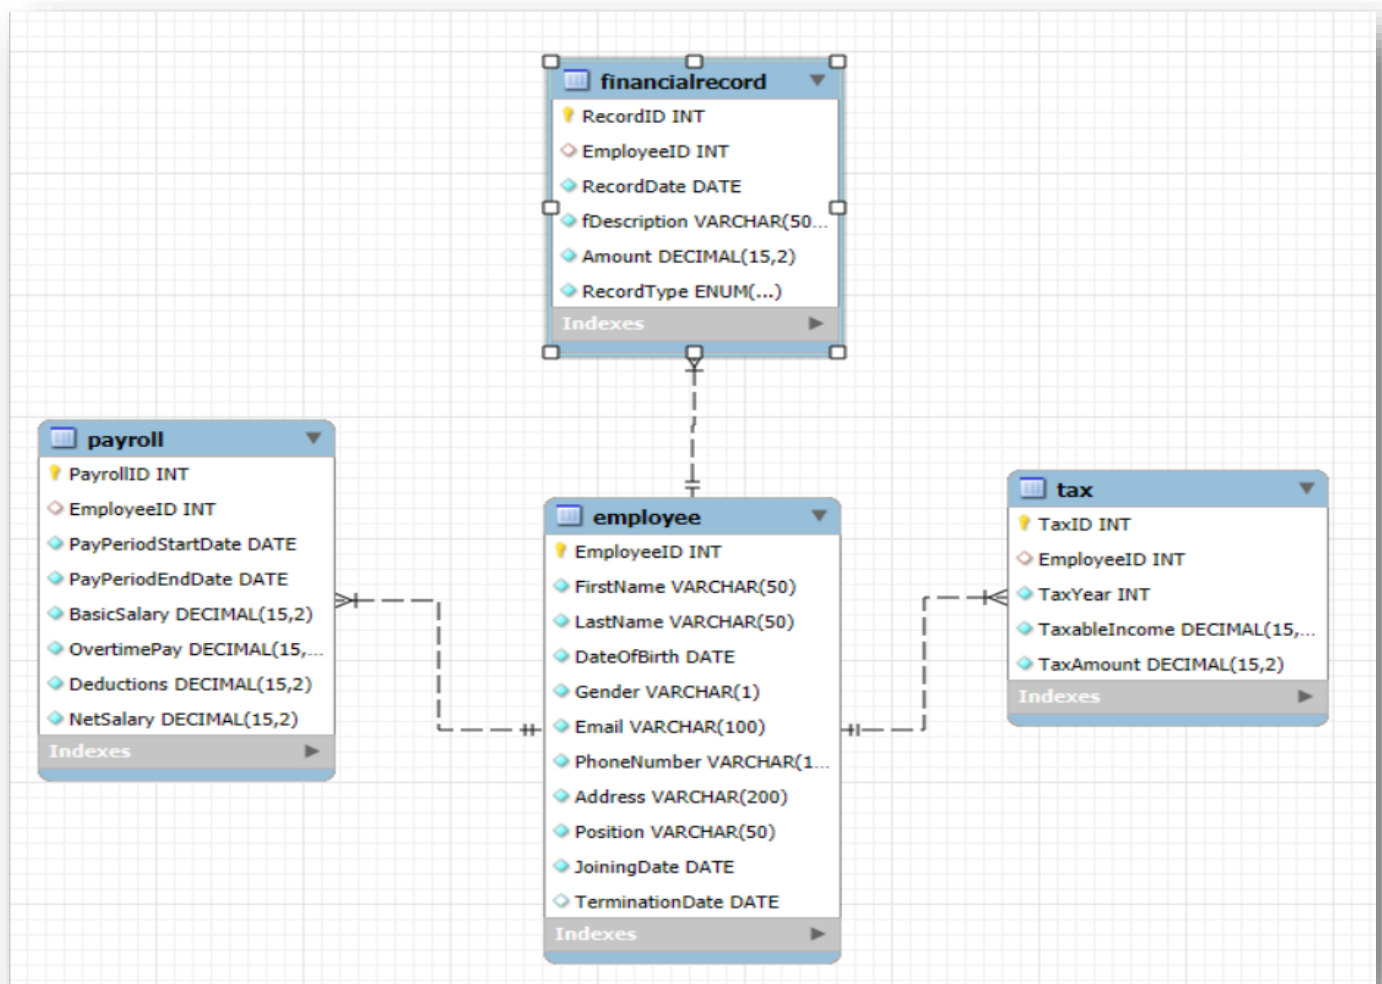 financialrecord
RecordID INT
EmployeeID INT
RecordDate DATE
fDescription VARCHAR(50...
Amount DECIMAL(15,2)
RecordType ENUM(...)
Indexes
payroll
PayrollID INT
EmployeeID INT
PayPeriodStartDate DATE
PayPeriodEndDate DATE
BasicSalary DECIMAL(15,2)
OvertimePay DECIMAL(15,...
Deductions DECIMAL(15,2)
NetSalary DECIMAL(15,2)
Indexes
employee
EmployeeID INT
FirstName VARCHAR(50)
LastName VARCHAR(50)
DateOfBirth DATE
Gender VARCHAR(1)
Email VARCHAR(100)
PhoneNumber VARCHAR(1...
Address VARCHAR(200)
Position VARCHAR(50)
JoiningDate DATE
TerminationDate DATE
Indexes
tax
TaxID INT
EmployeeID INT
TaxYear INT
TaxableIncome DECIMAL(15,...
TaxAmount DECIMAL(15,2)
Indexes